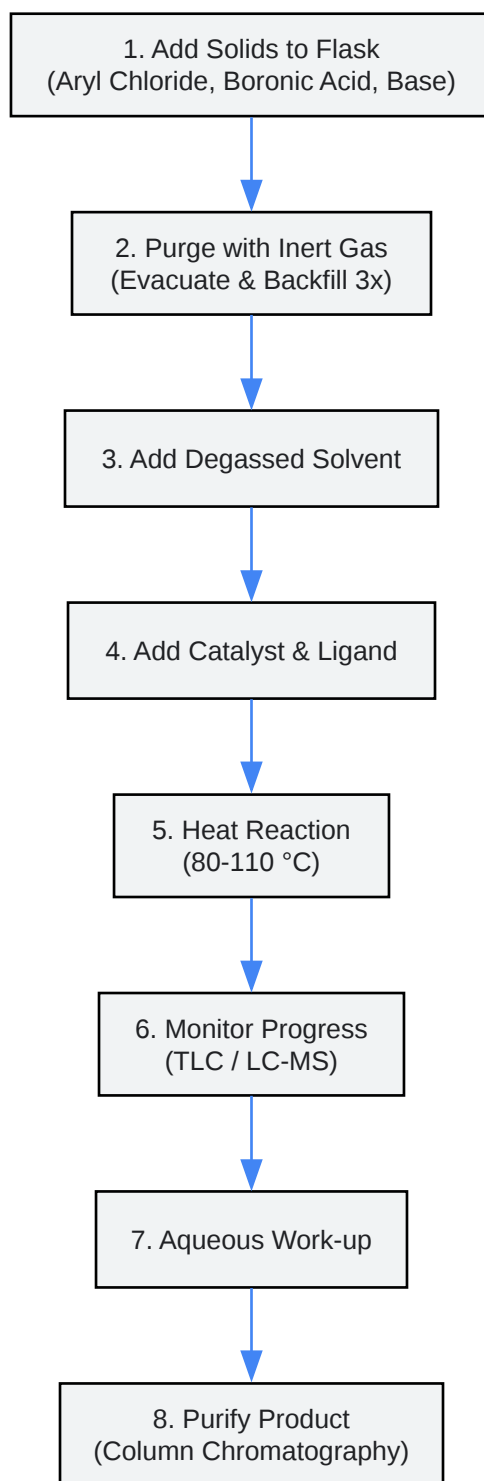 1. Add Solids to Flask
(Aryl Chloride, Boronic Acid, Base)
2. Purge with Inert Gas
(Evacuate & Backfill 3x)
3. Add Degassed Solvent
4. Add Catalyst & Ligand
5. Heat Reaction
(80-110 °C)
6. Monitor Progress
(TLC / LC-MS)
7. Aqueous Work-up
8. Purify Product
(Column Chromatography)